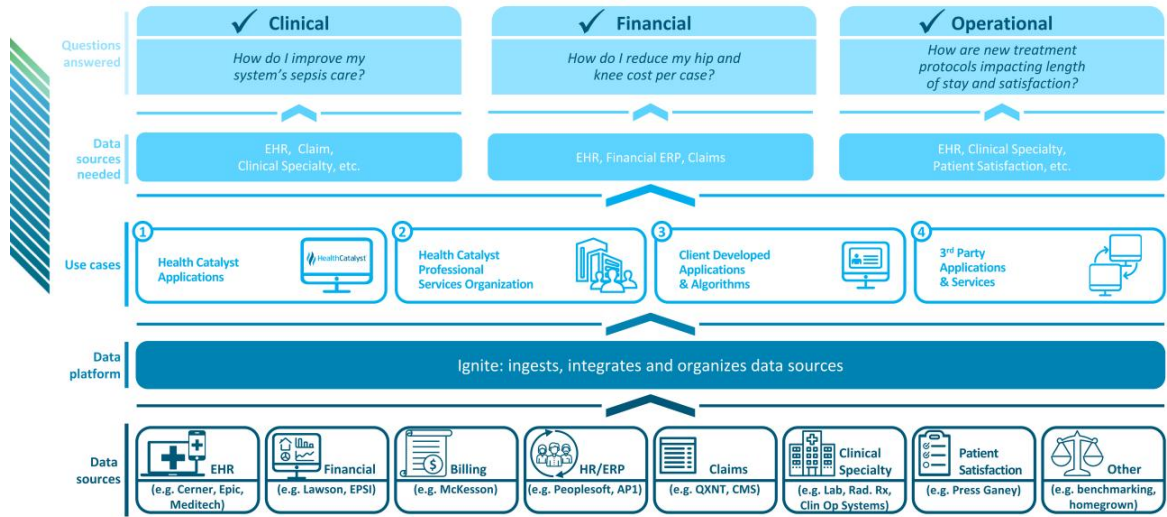 Questions
answered
Clinical
How do I improve my
system's sepsis care?
Financial
How do I reduce my hip and
knee cost per case?
Operational
How are new treatment
protocols impacting length
of stay and satisfaction?
Data
sources
needed
EHR, Claim,
Clinical Specialty, etc.
EHR, Financial ERP, Claims
EHR, Clinical Specialty,
Patient Satisfaction, etc.
Use cases
1
Health Catalyst
Applications
HealthCatalyst
2
Health Catalyst
Professional
Services Organization
3
Client Developed
Applications
& Algorithms
4
3rd Party
Applications
& Services
Data
platform
Ignite: ingests, integrates and organizes data sources
Data
sources
EHR
(e.g. Cerner, Epic,
Meditech)
Financial
(e.g. Lawson, EPSI)
Billing
(e.g. McKesson)
HR/ERP
(e.g. Peoplesoft, AP1)
Claims
(e.g. QXNT, CMS)
Clinical
Specialty
(e.g. Lab, Rad. Rx,
Clin Op Systems)
Patient
Satisfaction
(e.g. Press Ganey)
Other
(e.g. benchmarking,
homegrown)